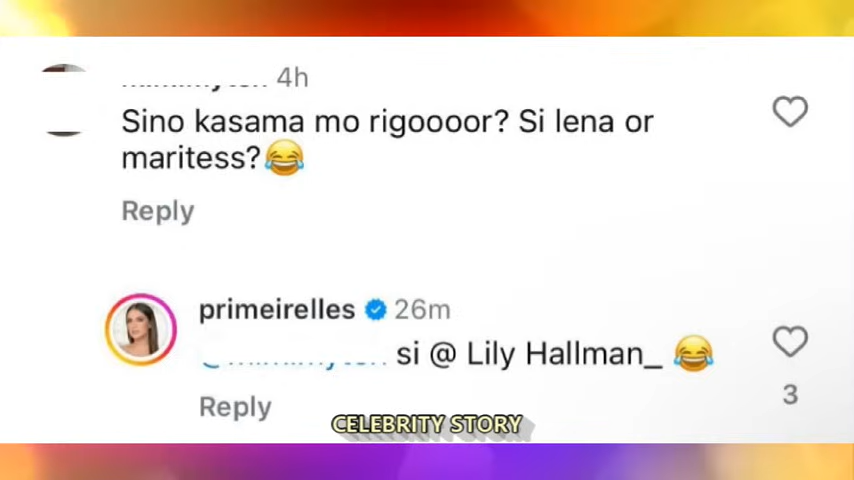 4h
Sino kasama mo rigoooor? Si lena or
maritess?😂
Reply
primeirelles 26m
si @ Lily Hallman_ 😂
3
Reply
CELEBRITY STORY